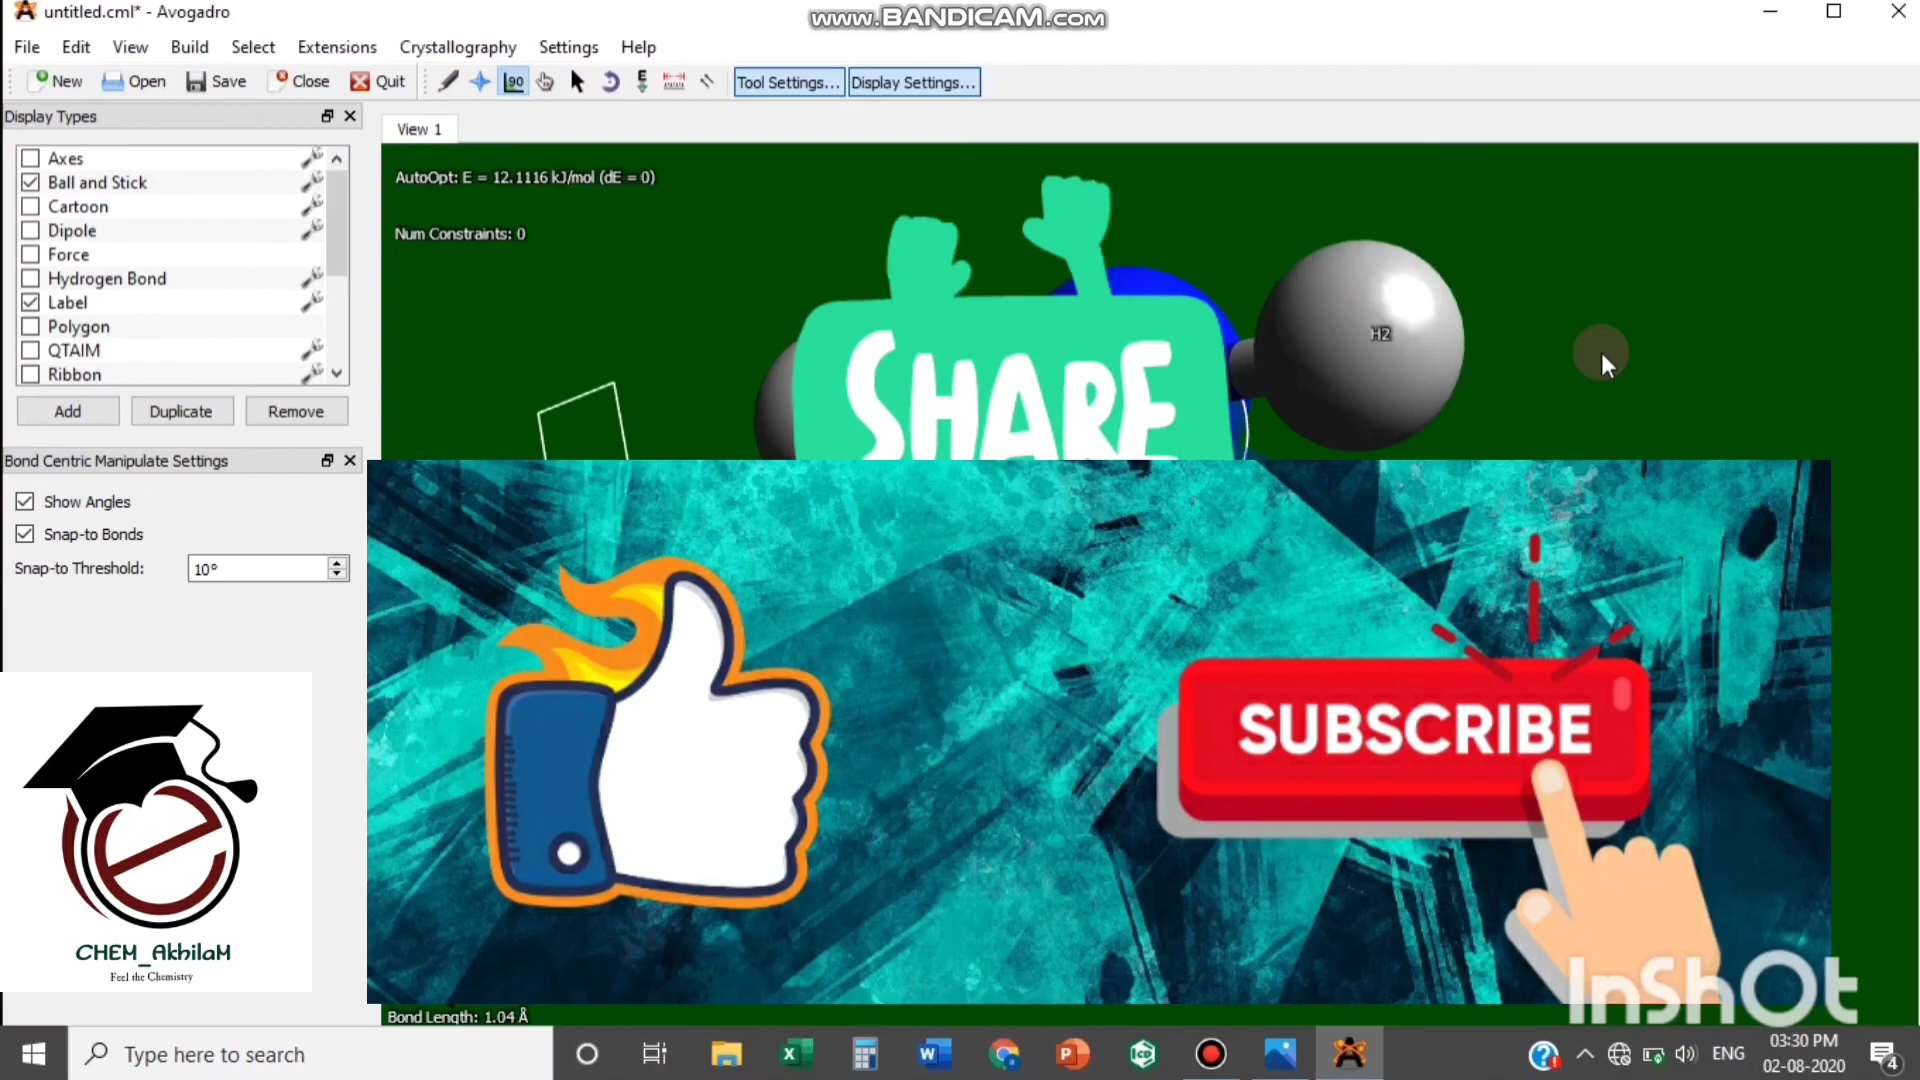 untitled.cml* - Avogadro
www.BANDICAM.com
File Edit View Build Select Extensions Crystallography Settings Help
New Open Save Close Quit 90 E Tool Settings... Display Settings...
Display Types
View 1
Axes
Ball and Stick
Cartoon
Dipole
Force
Hydrogen Bond
Label
Polygon
QTAIM
Ribbon
Add Duplicate Remove
AutoOpt: E = 12.1116 kJ/mol (dE = 0)
Num Constraints: 0
H2
SHARE
Bond Centric Manipulate Settings
Show Angles
Snap-to Bonds
Snap-to Threshold: 10°
SUBSCRIBE
CHEM_AkhilaM
Feel the Chemistry
InShOt
Bond Length: 1.04 Å
Type here to search
ENG
03:30 PM
02-08-2020
4